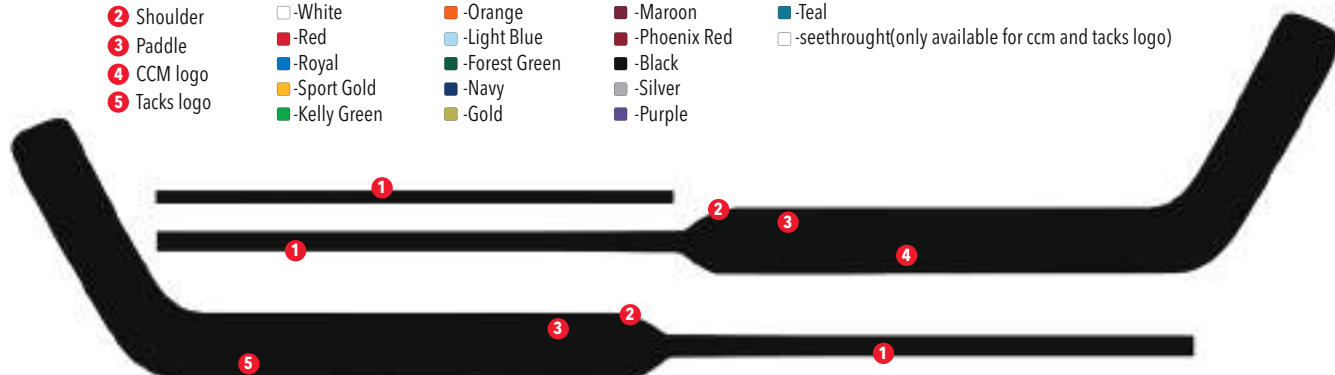 2 Shoulder
3 Paddle
4 CCM logo
5 Tacks logo
-White
-Red
-Royal
-Sport Gold
-Kelly Green
-Orange
-Light Blue
-Forest Green
-Navy
-Gold
-Maroon
-Phoenix Red
-Black
-Silver
-Purple
-Teal
-seethrought(only available for ccm and tacks logo)
1
2
3
1
4
2
3
1
5